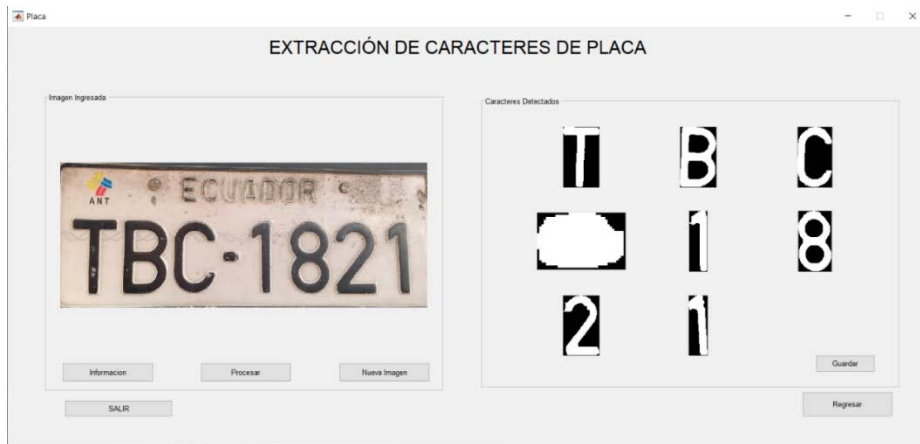 Placa
EXTRACCIÓN DE CARACTERES DE PLACA
Imagen Ingresada
ANT
ECUADOR
TBC-1821
Informacion
Procesar
Nueva Imagen
SALIR
Caracteres Detectados
T B C
1 8
2 1
Guardar
Regresar